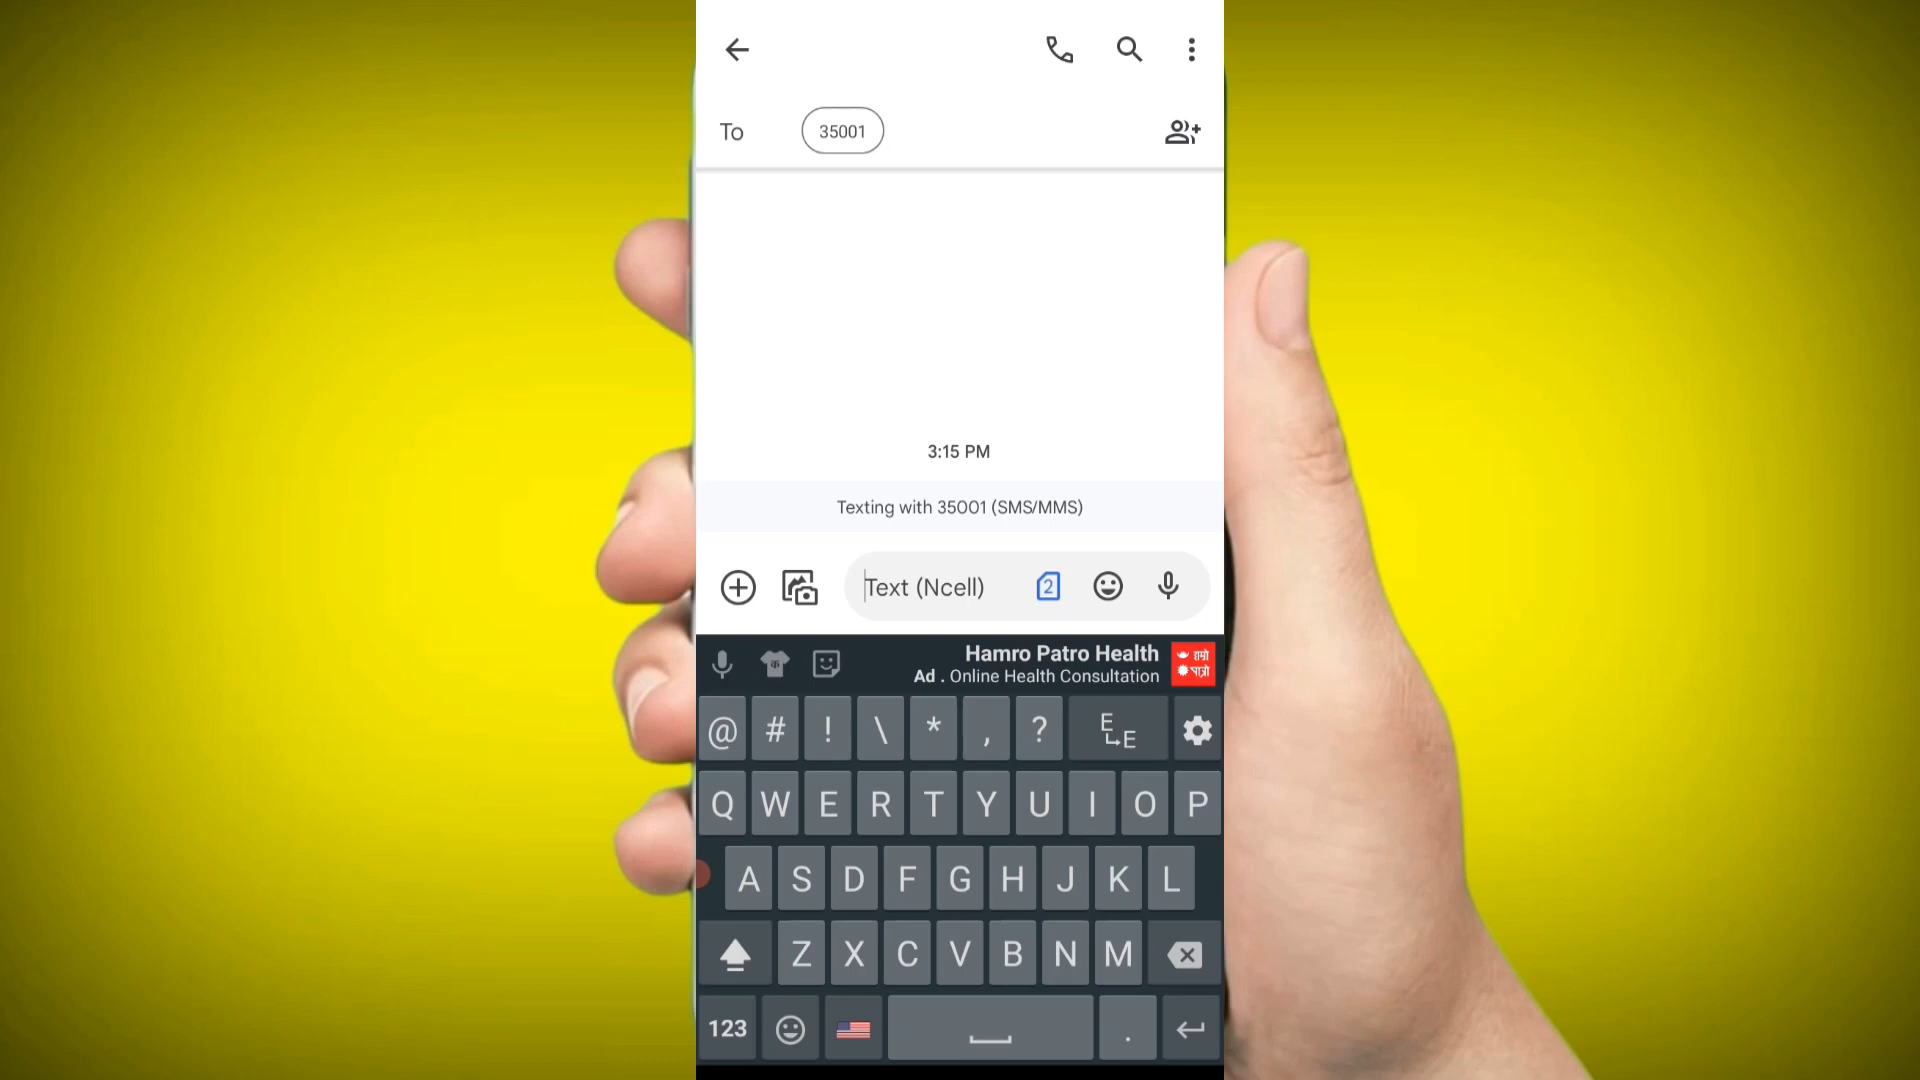 To 35001
3:15 PM
Texting with 35001 (SMS/MMS)
Text (Ncell) 2
Hamro Patro Health
Ad . Online Health Consultation
हाम्रो
पात्रो
@ # ! \ * , ? E E
Q W E R T Y U I O P
A S D F G H J K L
Z X C V B N M
123 .